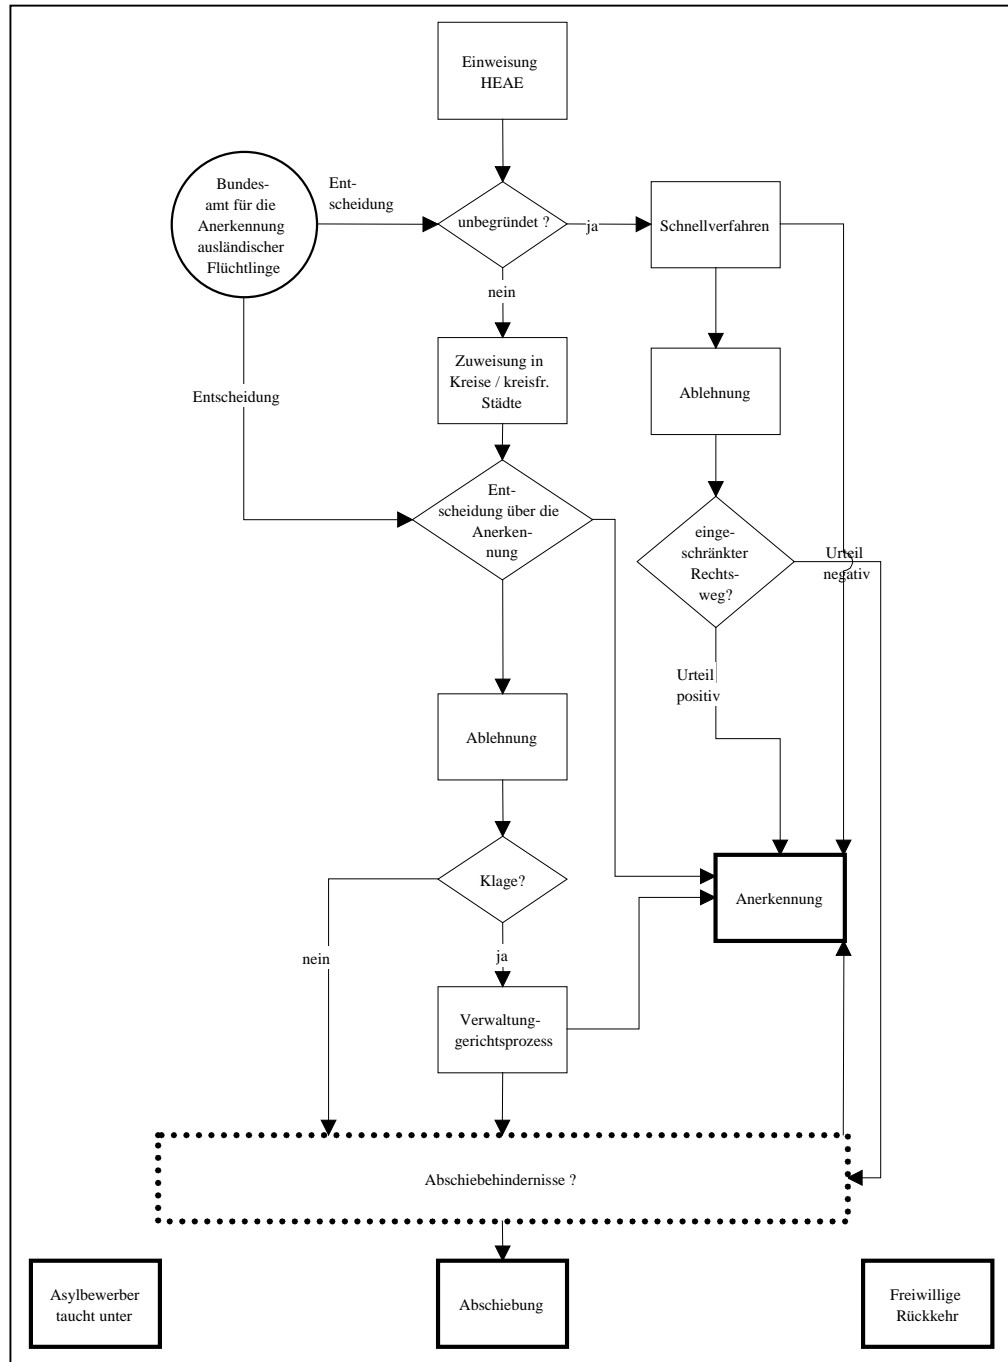 Einweisung
HEAE
Bundes-
amt für die
Anerkennung
ausländischer
Flüchtlinge
Ent-
scheidung
unbegründet ?
ja
Schnellverfahren
nein
Zuweisung in
Kreise / kreisfr.
Städte
Ablehnung
Entscheidung
Ent-
scheidung über die
Anerken-
nung
einge-
schränkter
Rechts-
weg?
Urteil
negativ
Urteil
positiv
Ablehnung
Klage?
Anerkennung
nein
ja
Verwaltung-
gerichtsprozess
Abschiebehindernisse ?
Asylbewerber
taucht unter
Abschiebung
Freiwillige
Rückkehr